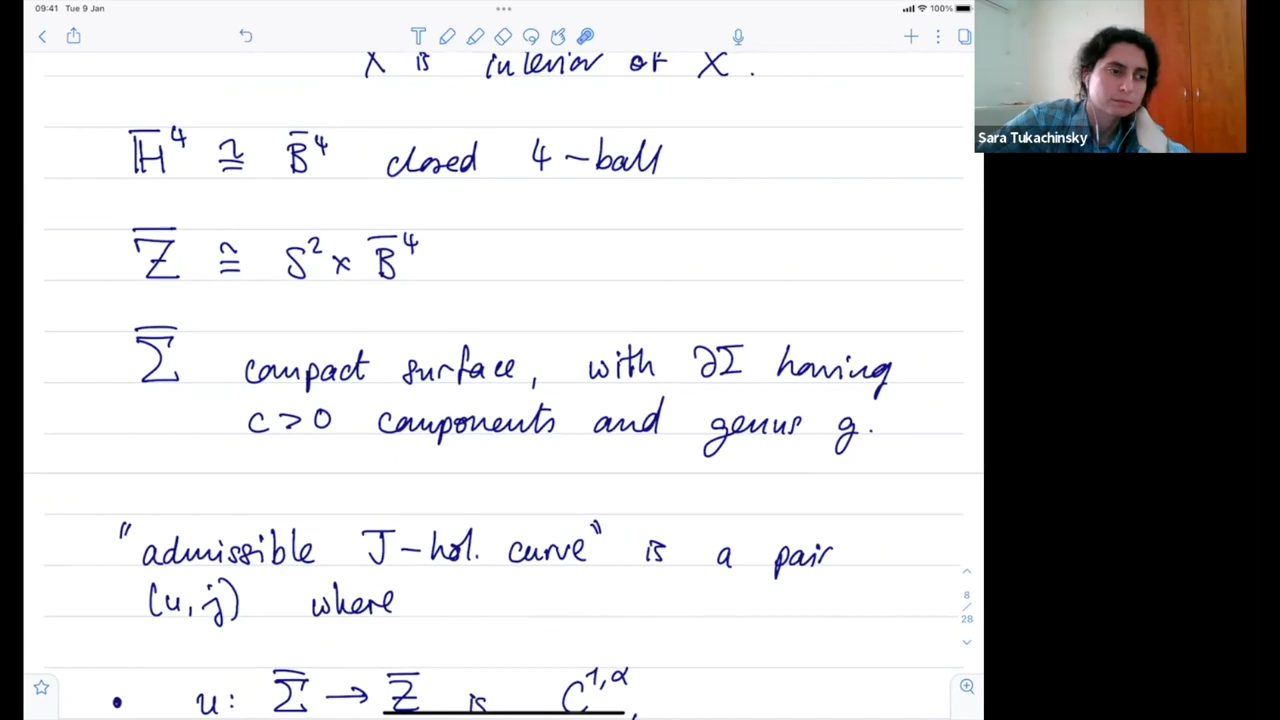 09:41 Tue 9 Jan
100%
X is interior of X̄.
ℍ̄⁴ ≅ B̄⁴ closed 4-ball
Z̄ ≅ S² × B̄⁴
Σ̄ compact surface, with ∂Σ having
c > 0 components and genus g.
"admissible J-hol. curve" is a pair
(u, j) where
• u: Σ̄ → Z̄ is C^{1,α},
8
/
28
Sara Tukachinsky